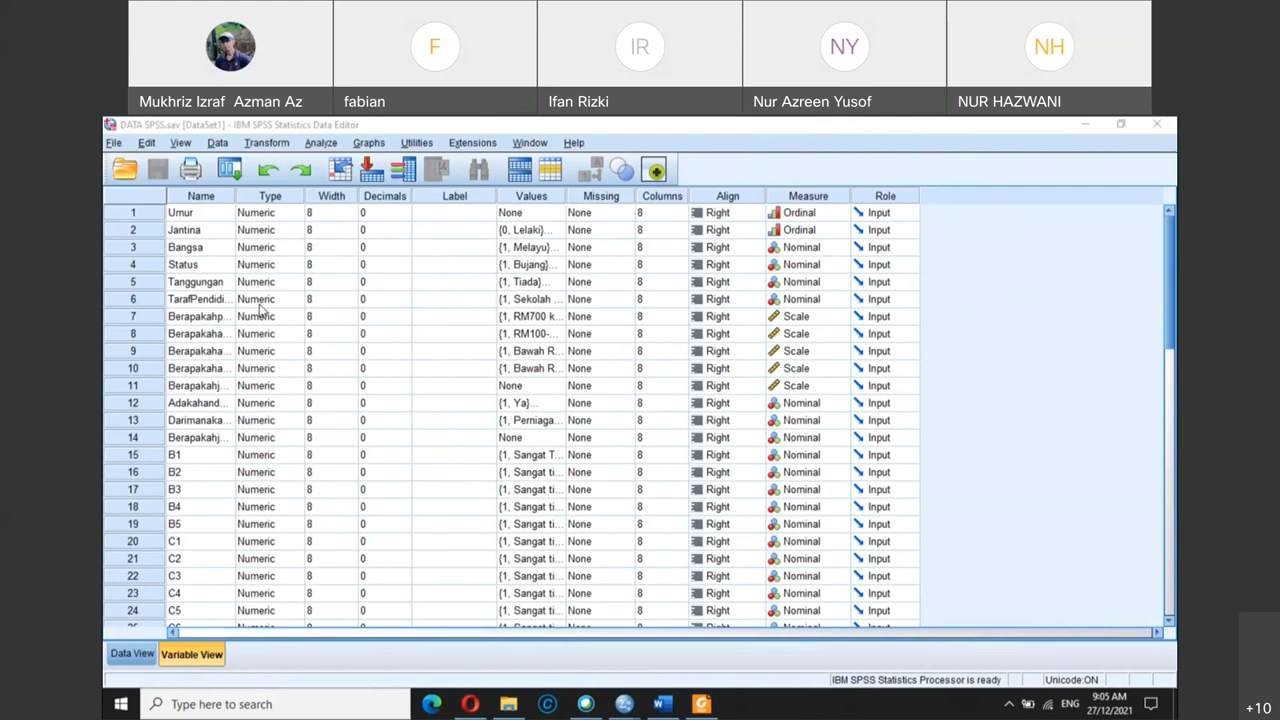 F
IR
NY
NH
Mukhriz Izraf Azman Az
fabian
Ifan Rizki
Nur Azreen Yusof
NUR HAZWANI
DATA SPSS.sav [DataSet1] - IBM SPSS Statistics Data Editor
File Edit View Data Transform Analyze Graphs Utilities Extensions Window Help
Name Type Width Decimals Label Values Missing Columns Align Measure Role
1 Umur Numeric 8 0 None None 8 Right Ordinal Input
2 Jantina Numeric 8 0 {0, Lelaki}... None 8 Right Ordinal Input
3 Bangsa Numeric 8 0 {1, Melayu}... None 8 Right Nominal Input
4 Status Numeric 8 0 {1, Bujang}... None 8 Right Nominal Input
5 Tanggungan Numeric 8 0 {1, Tiada}... None 8 Right Nominal Input
6 TarafPendidi... Numeric 8 0 {1, Sekolah ... None 8 Right Nominal Input
7 Berapakahp... Numeric 8 0 {1, RM700 k... None 8 Right Scale Input
8 Berapakaha... Numeric 8 0 {1, RM100-... None 8 Right Scale Input
9 Berapakaha... Numeric 8 0 {1, Bawah R... None 8 Right Scale Input
10 Berapakaha... Numeric 8 0 {1, Bawah R... None 8 Right Scale Input
11 Berapakahj... Numeric 8 0 None None 8 Right Scale Input
12 Adakahand... Numeric 8 0 {1, Ya}... None 8 Right Nominal Input
13 Darimanaka... Numeric 8 0 {1, Perniaga... None 8 Right Nominal Input
14 Berapakahj... Numeric 8 0 None None 8 Right Nominal Input
15 B1 Numeric 8 0 {1, Sangat T... None 8 Right Nominal Input
16 B2 Numeric 8 0 {1, Sangat ti... None 8 Right Nominal Input
17 B3 Numeric 8 0 {1, Sangat ti... None 8 Right Nominal Input
18 B4 Numeric 8 0 {1, Sangat ti... None 8 Right Nominal Input
19 B5 Numeric 8 0 {1, Sangat ti... None 8 Right Nominal Input
20 C1 Numeric 8 0 {1, Sangat ti... None 8 Right Nominal Input
21 C2 Numeric 8 0 {1, Sangat ti... None 8 Right Nominal Input
22 C3 Numeric 8 0 {1, Sangat ti... None 8 Right Nominal Input
23 C4 Numeric 8 0 {1, Sangat ti... None 8 Right Nominal Input
24 C5 Numeric 8 0 {1, Sangat ti... None 8 Right Nominal Input
Data View Variable View
IBM SPSS Statistics Processor is ready Unicode:ON
Type here to search
ENG
9:05 AM
27/12/2021
+10